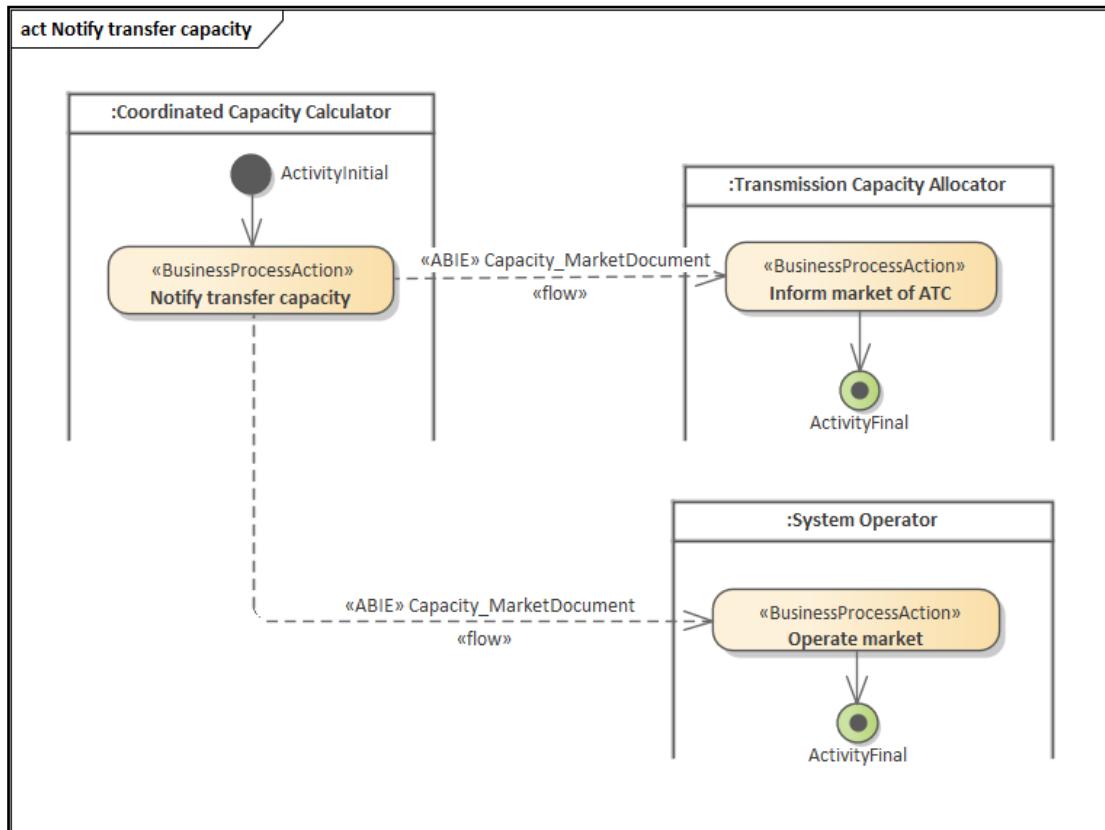 act Notify transfer capacity
:Coordinated Capacity Calculator
ActivityInitial
«BusinessProcessAction»
Notify transfer capacity
«ABIE» Capacity_MarketDocument
«flow»
:Transmission Capacity Allocator
«BusinessProcessAction»
Inform market of ATC
ActivityFinal
«ABIE» Capacity_MarketDocument
«flow»
:System Operator
«BusinessProcessAction»
Operate market
ActivityFinal